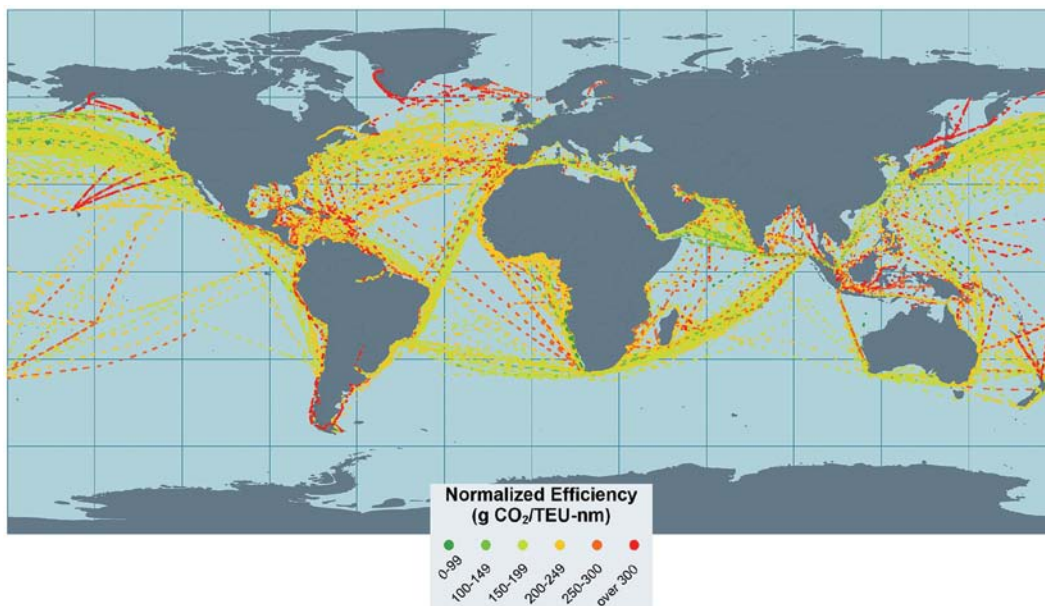 Normalized Efficiency
(g CO₂/TEU-nm)
0-99
100-149
150-199
200-249
250-300
over 300